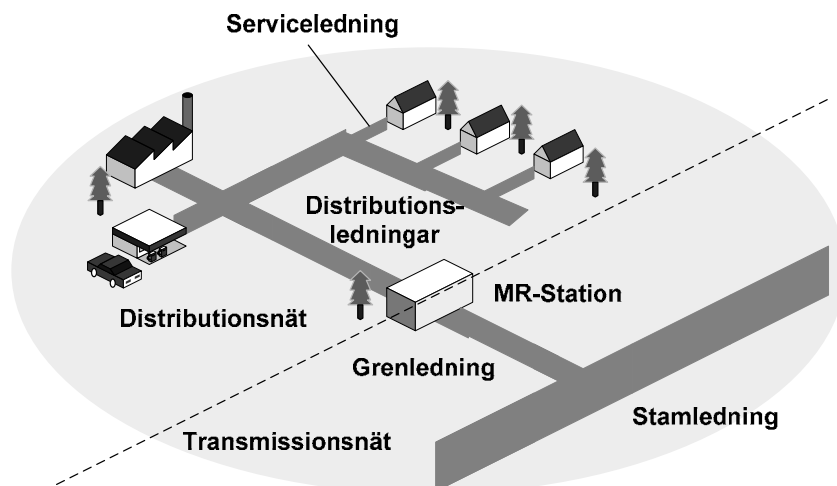 Serviceledning
Distributions-
ledningar
MR-Station
Distributionsnät
Grenledning
Stamledning
Transmissionsnät